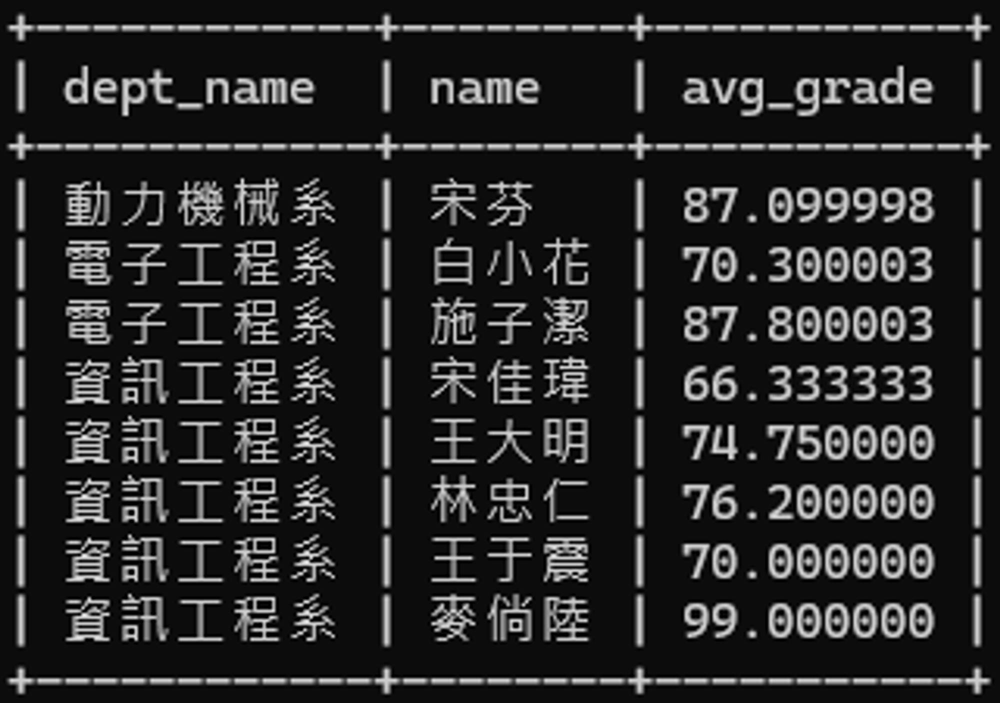 +------------+--------+-----------+
| dept_name | name | avg_grade |
+------------+--------+-----------+
| 動力機械系 | 宋芬 | 87.099998 |
| 電子工程系 | 白小花 | 70.300003 |
| 電子工程系 | 施子潔 | 87.800003 |
| 資訊工程系 | 宋佳瑋 | 66.333333 |
| 資訊工程系 | 王大明 | 74.750000 |
| 資訊工程系 | 林忠仁 | 76.200000 |
| 資訊工程系 | 王于震 | 70.000000 |
| 資訊工程系 | 麥倘陸 | 99.000000 |
+------------+--------+-----------+